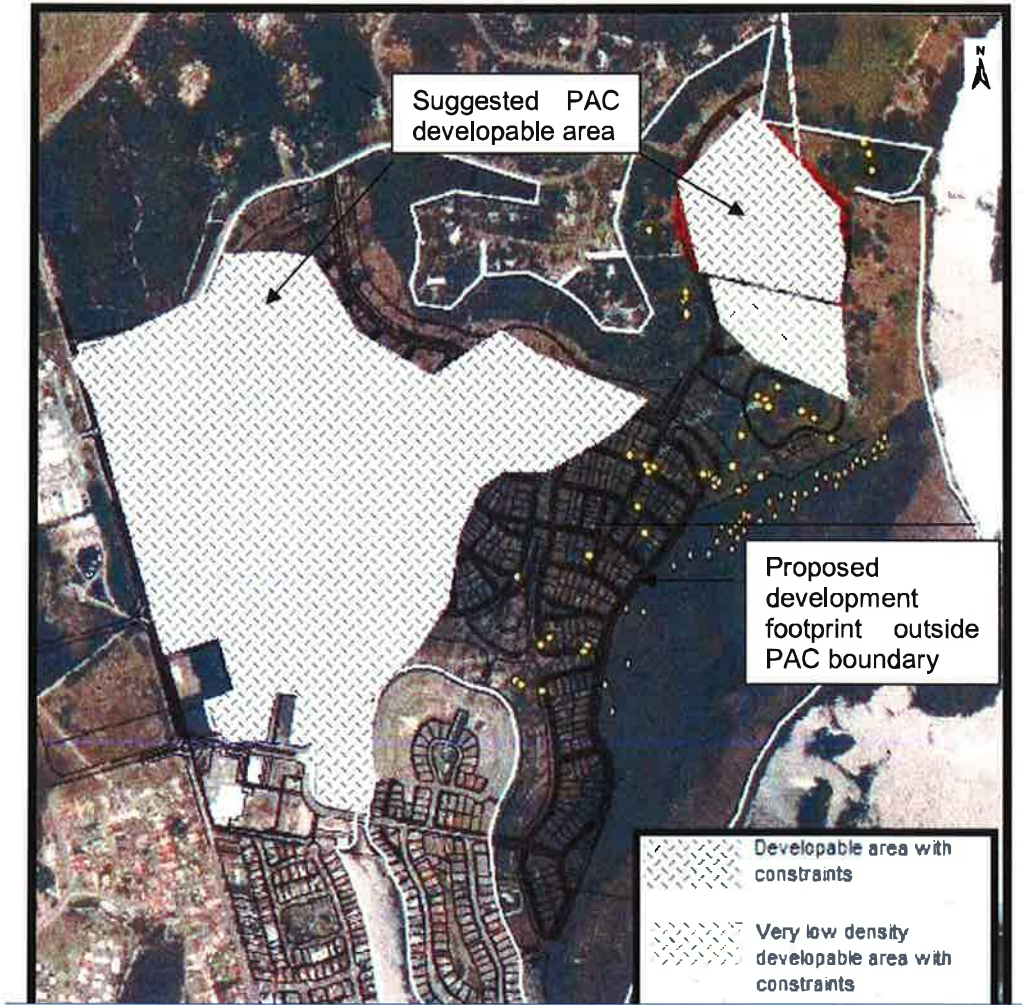 N
Suggested PAC
developable area
Proposed
development
footprint outside
PAC boundary
Developable area with
constraints
Very low density
developable area with
constraints